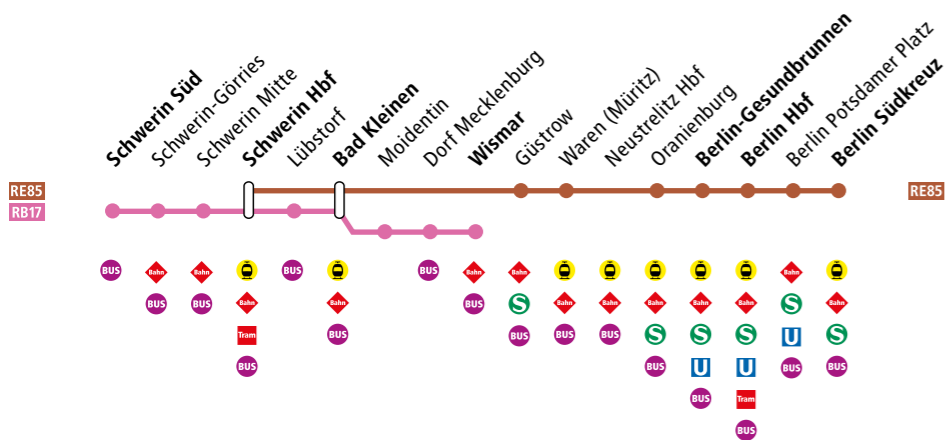 Schwerin Süd
Schwerin-Görries
Schwerin Mitte
Schwerin Hbf
Lübstorf
Bad Kleinen
Moidentin
Dorf Mecklenburg
Wismar
Güstrow
Waren (Müritz)
Neustrelitz Hbf
Oranienburg
Berlin-Gesundbrunnen
Berlin Hbf
Berlin Potsdamer Platz
Berlin Südkreuz
RE85 RE85
RB17
BUS Bahn Bahn BUS BUS Bahn Bahn Bahn
Bahn BUS BUS Bahn Bahn BUS S Bahn Bahn Bahn Bahn Bahn S Bahn
Tram BUS BUS BUS BUS S S S U S
BUS BUS U U BUS BUS
BUS Tram
BUS